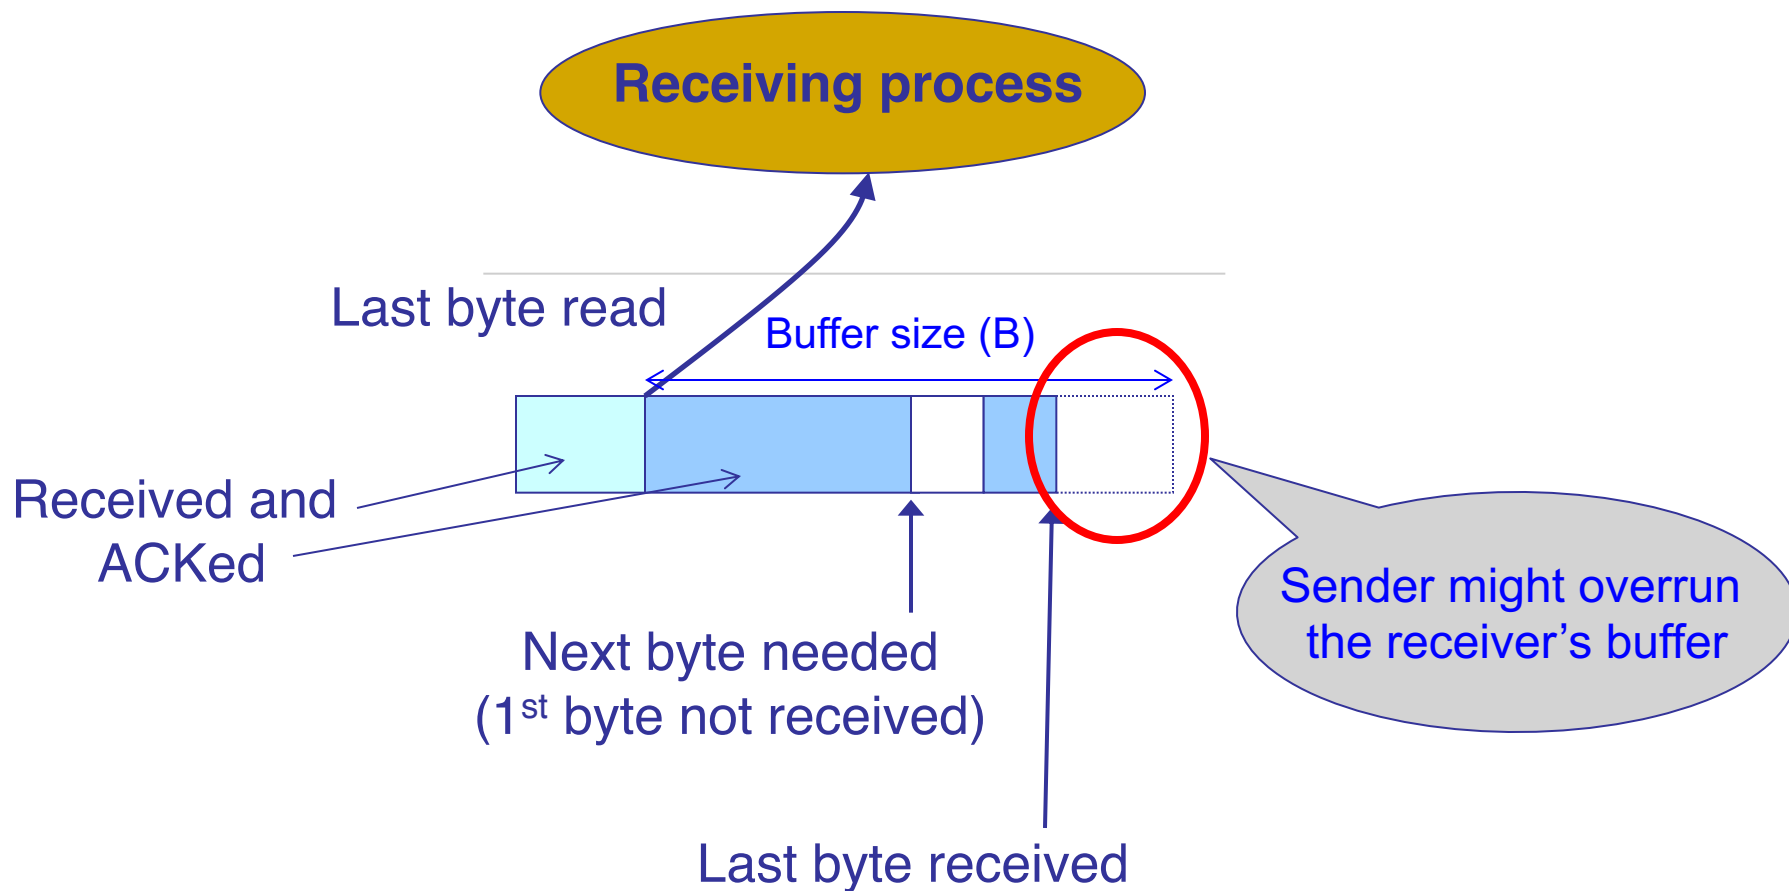 Receiving process
Last byte read
Buffer size (B)
Received and
ACKed
Sender might overrun
the receiver’s buffer
Next byte needed
(1st byte not received)
Last byte received